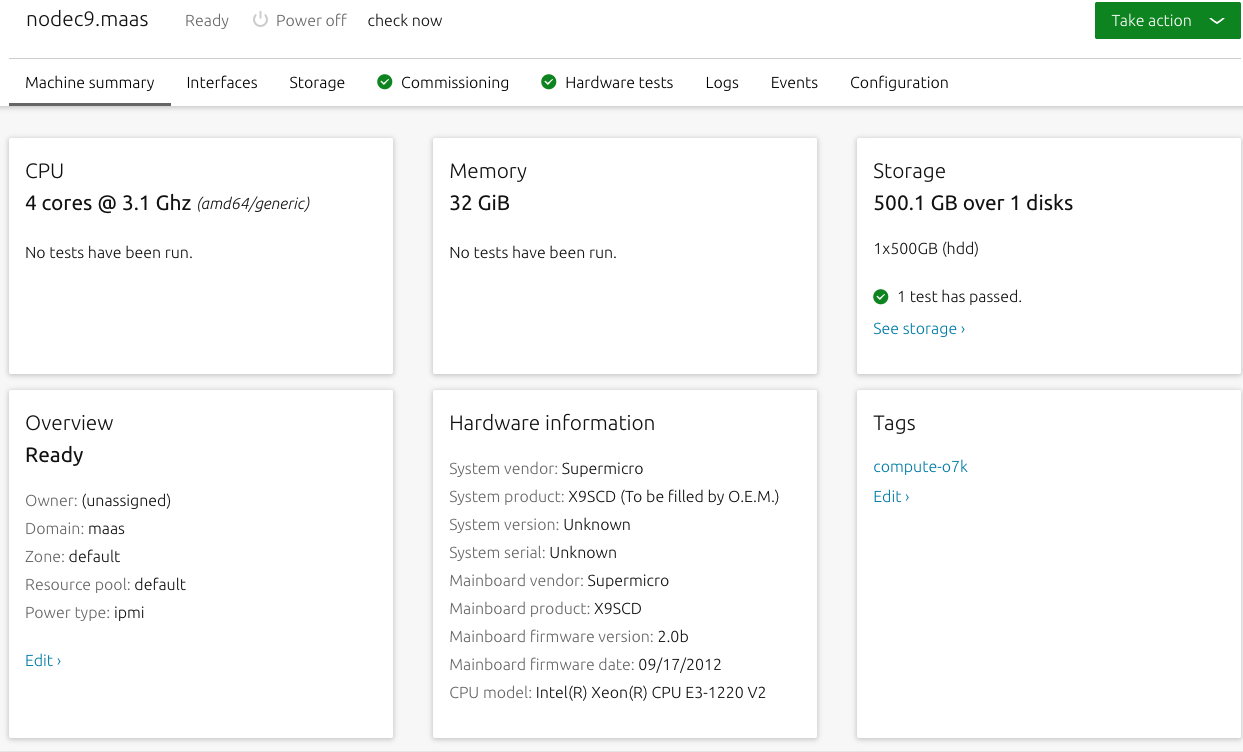 nodec9.maas Ready Power off check now Take action
Machine summary Interfaces Storage Commissioning Hardware tests Logs Events Configuration
CPU
4 cores @ 3.1 Ghz (amd64/generic)
No tests have been run.
Memory
32 GiB
No tests have been run.
Storage
500.1 GB over 1 disks
1x500GB (hdd)
1 test has passed.
See storage ›
Overview
Ready
Owner: (unassigned)
Domain: maas
Zone: default
Resource pool: default
Power type: ipmi
Edit ›
Hardware information
System vendor: Supermicro
System product: X9SCD (To be filled by O.E.M.)
System version: Unknown
System serial: Unknown
Mainboard vendor: Supermicro
Mainboard product: X9SCD
Mainboard firmware version: 2.0b
Mainboard firmware date: 09/17/2012
CPU model: Intel(R) Xeon(R) CPU E3-1220 V2
Tags
compute-o7k
Edit ›